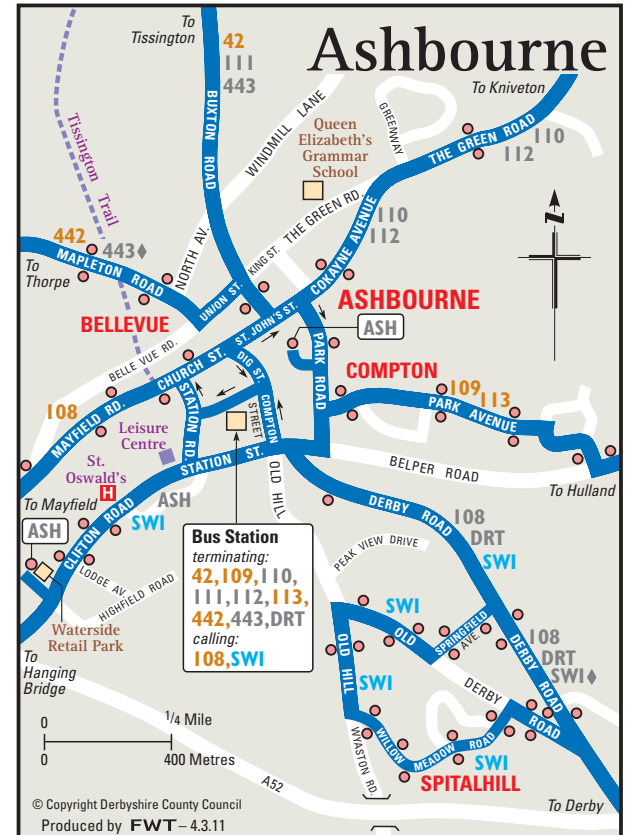 Ashbourne
To
Tissington
42
111
443
To Kniveton
BUXTON ROAD
WINDMILL LANE
GREENWAY
Queen
Elizabeth's
Grammar
School
THE GREEN ROAD
110
112
Tissington Trail
THE GREEN RD.
110
112
COKAYNE AVENUE
N
442
443♦
MAPLETON ROAD
To
Thorpe
NORTH AV.
KING ST.
UNION ST.
ST. JOHN'S ST.
ASHBOURNE
ASH
BELLEVUE
BELLE VUE RD.
CHURCH ST.
DIG ST.
PARK ROAD
COMPTON
109
113
PARK AVENUE
108
MAYFIELD RD.
STATION RD.
COMPTON STREET
Leisure
Centre
St.
Oswald's
H
STATION ST.
BELPER ROAD
To Hulland
To Mayfield
ASH
SWI
OLD HILL
DERBY ROAD
108
DRT
SWI
ASH
CLIFTON ROAD
LODGE AV.
HIGHFIELD ROAD
Waterside
Retail Park
To
Hanging
Bridge
Bus Station
terminating:
42,109,110,
111,112,113,
442,443,DRT
calling:
108,SWI
PEAK VIEW DRIVE
SWI
OLD
SPRINGFIELD
AVE.
DERBY ROAD
108
DRT
SWI♦
OLD HILL
SWI
DERBY
ROAD
WILLOW
MEADOW ROAD
SWI
WYASTON RD.
SPITALHILL
0
1/4 Mile
0
400 Metres
A52
To Derby
© Copyright Derbyshire County Council
Produced by FWT – 4.3.11